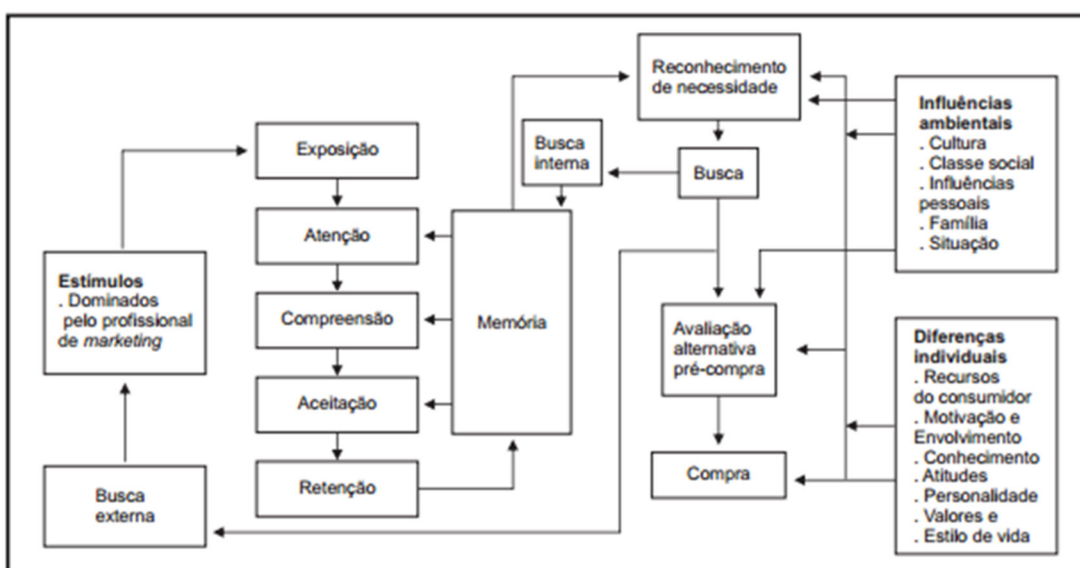 Reconhecimento
de necessidade
Influências
ambientais
. Cultura
. Classe social
. Influências
pessoais
. Família
. Situação
Exposição
Busca
interna
Busca
Atenção
Estímulos
. Dominados
pelo profissional
de marketing
Compreensão
Memória
Avaliação
alternativa
pré-compra
Diferenças
individuais
. Recursos
do consumidor
. Motivação e
Envolvimento
. Conhecimento
. Atitudes
. Personalidade
. Valores e
. Estilo de vida
Aceitação
Retenção
Compra
Busca
externa